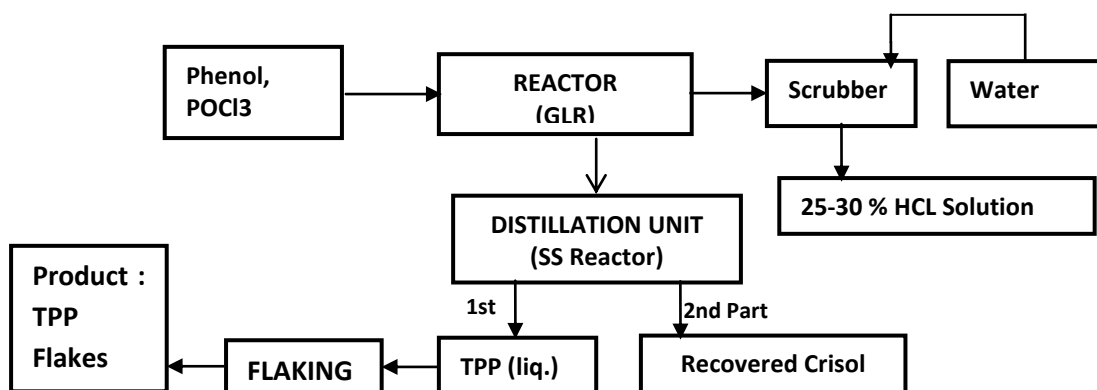 Phenol,
POCl3
REACTOR
(GLR)
Scrubber
Water
25-30 % HCL Solution
DISTILLATION UNIT
(SS Reactor)
1st
2nd Part
Product :
TPP
Flakes
FLAKING
TPP (liq.)
Recovered Crisol